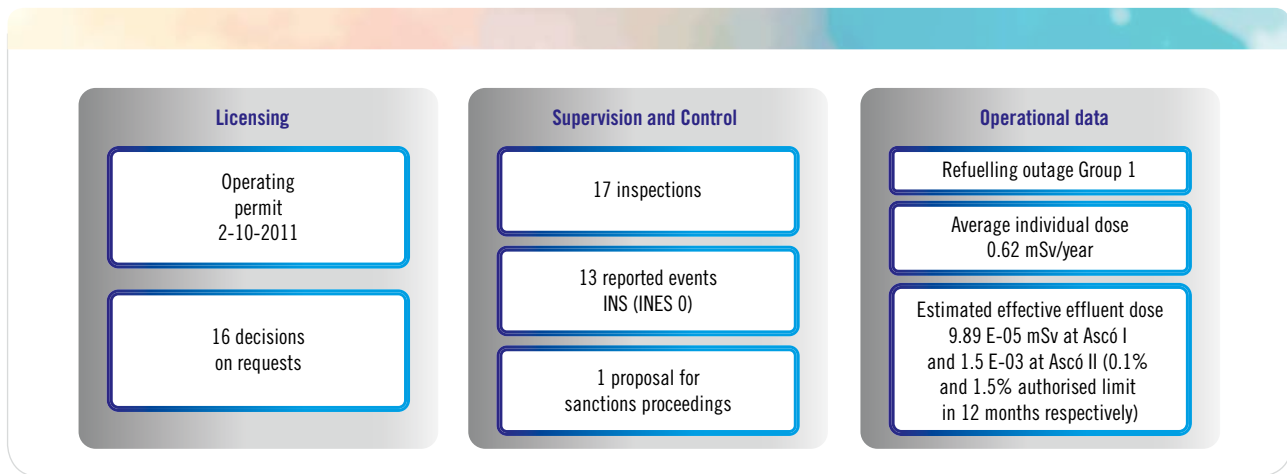 Licensing
Operating
permit
2-10-2011
16 decisions
on requests
Supervision and Control
17 inspections
13 reported events
INS (INES 0)
1 proposal for
sanctions proceedings
Operational data
Refuelling outage Group 1
Average individual dose
0.62 mSv/year
Estimated effective effluent dose
9.89 E-05 mSv at Ascó I
and 1.5 E-03 at Ascó II (0.1%
and 1.5% authorised limit
in 12 months respectively)